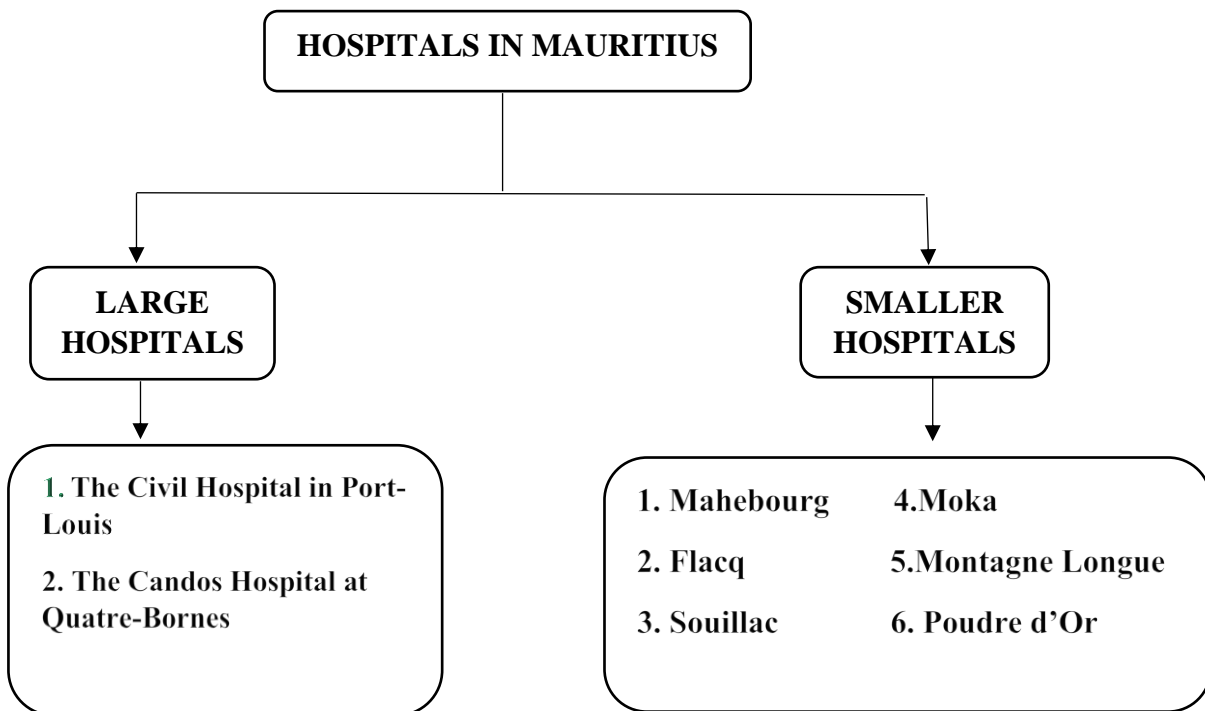 HOSPITALS IN MAURITIUS
LARGE
HOSPITALS
1. The Civil Hospital in Port-
Louis
2. The Candos Hospital at
Quatre-Bornes
SMALLER
HOSPITALS
1. Mahebourg 4.Moka
2. Flacq 5.Montagne Longue
3. Souillac 6. Poudre d’Or